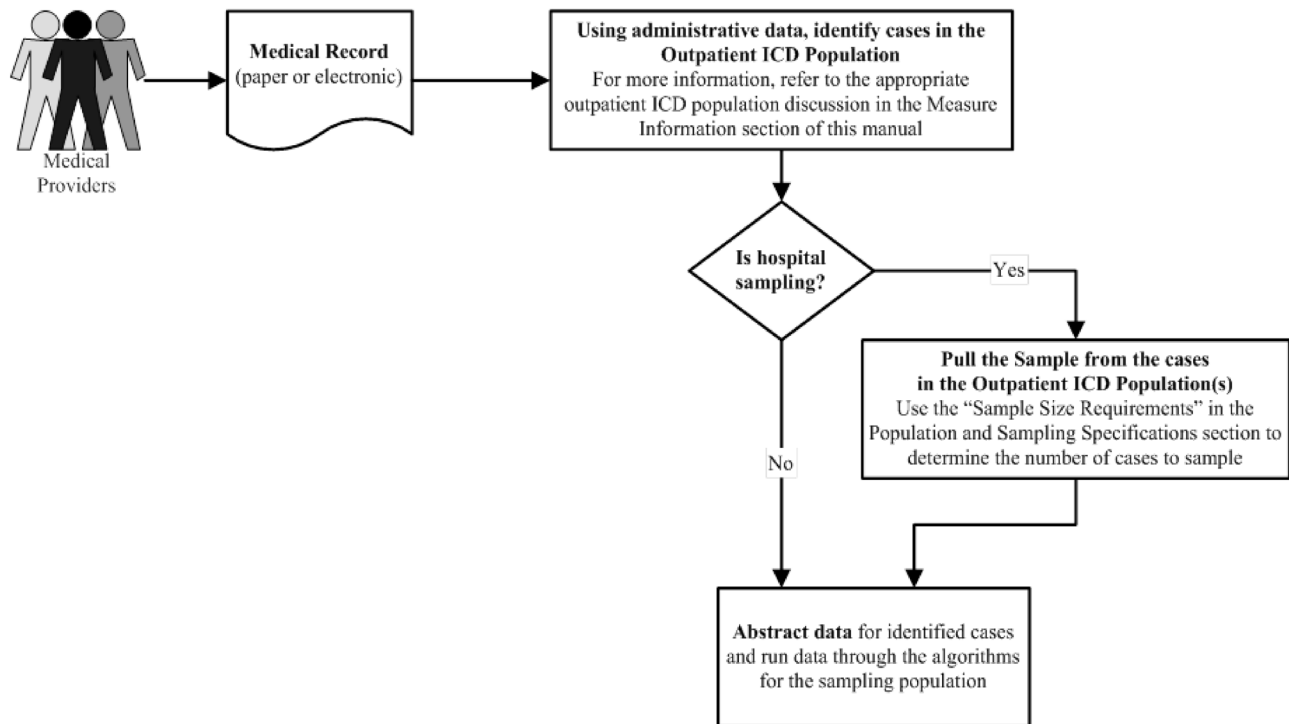 Medical
Providers
Medical Record
(paper or electronic)
Using administrative data, identify cases in the
Outpatient ICD Population
For more information, refer to the appropriate
outpatient ICD population discussion in the Measure
Information section of this manual
Is hospital
sampling?
Yes
Pull the Sample from the cases
in the Outpatient ICD Population(s)
Use the “Sample Size Requirements” in the
Population and Sampling Specifications section to
determine the number of cases to sample
No
Abstract data for identified cases
and run data through the algorithms
for the sampling population